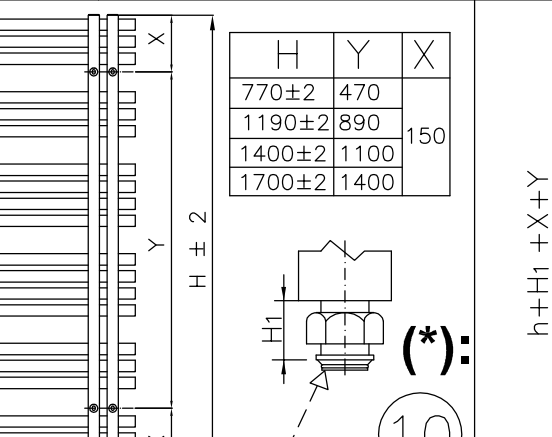 X
Y
H ± 2
H Y X
770±2 470
1190±2 890
1400±2 1100
1700±2 1400
150
H1
(*):
10
h+H1 +X+Y